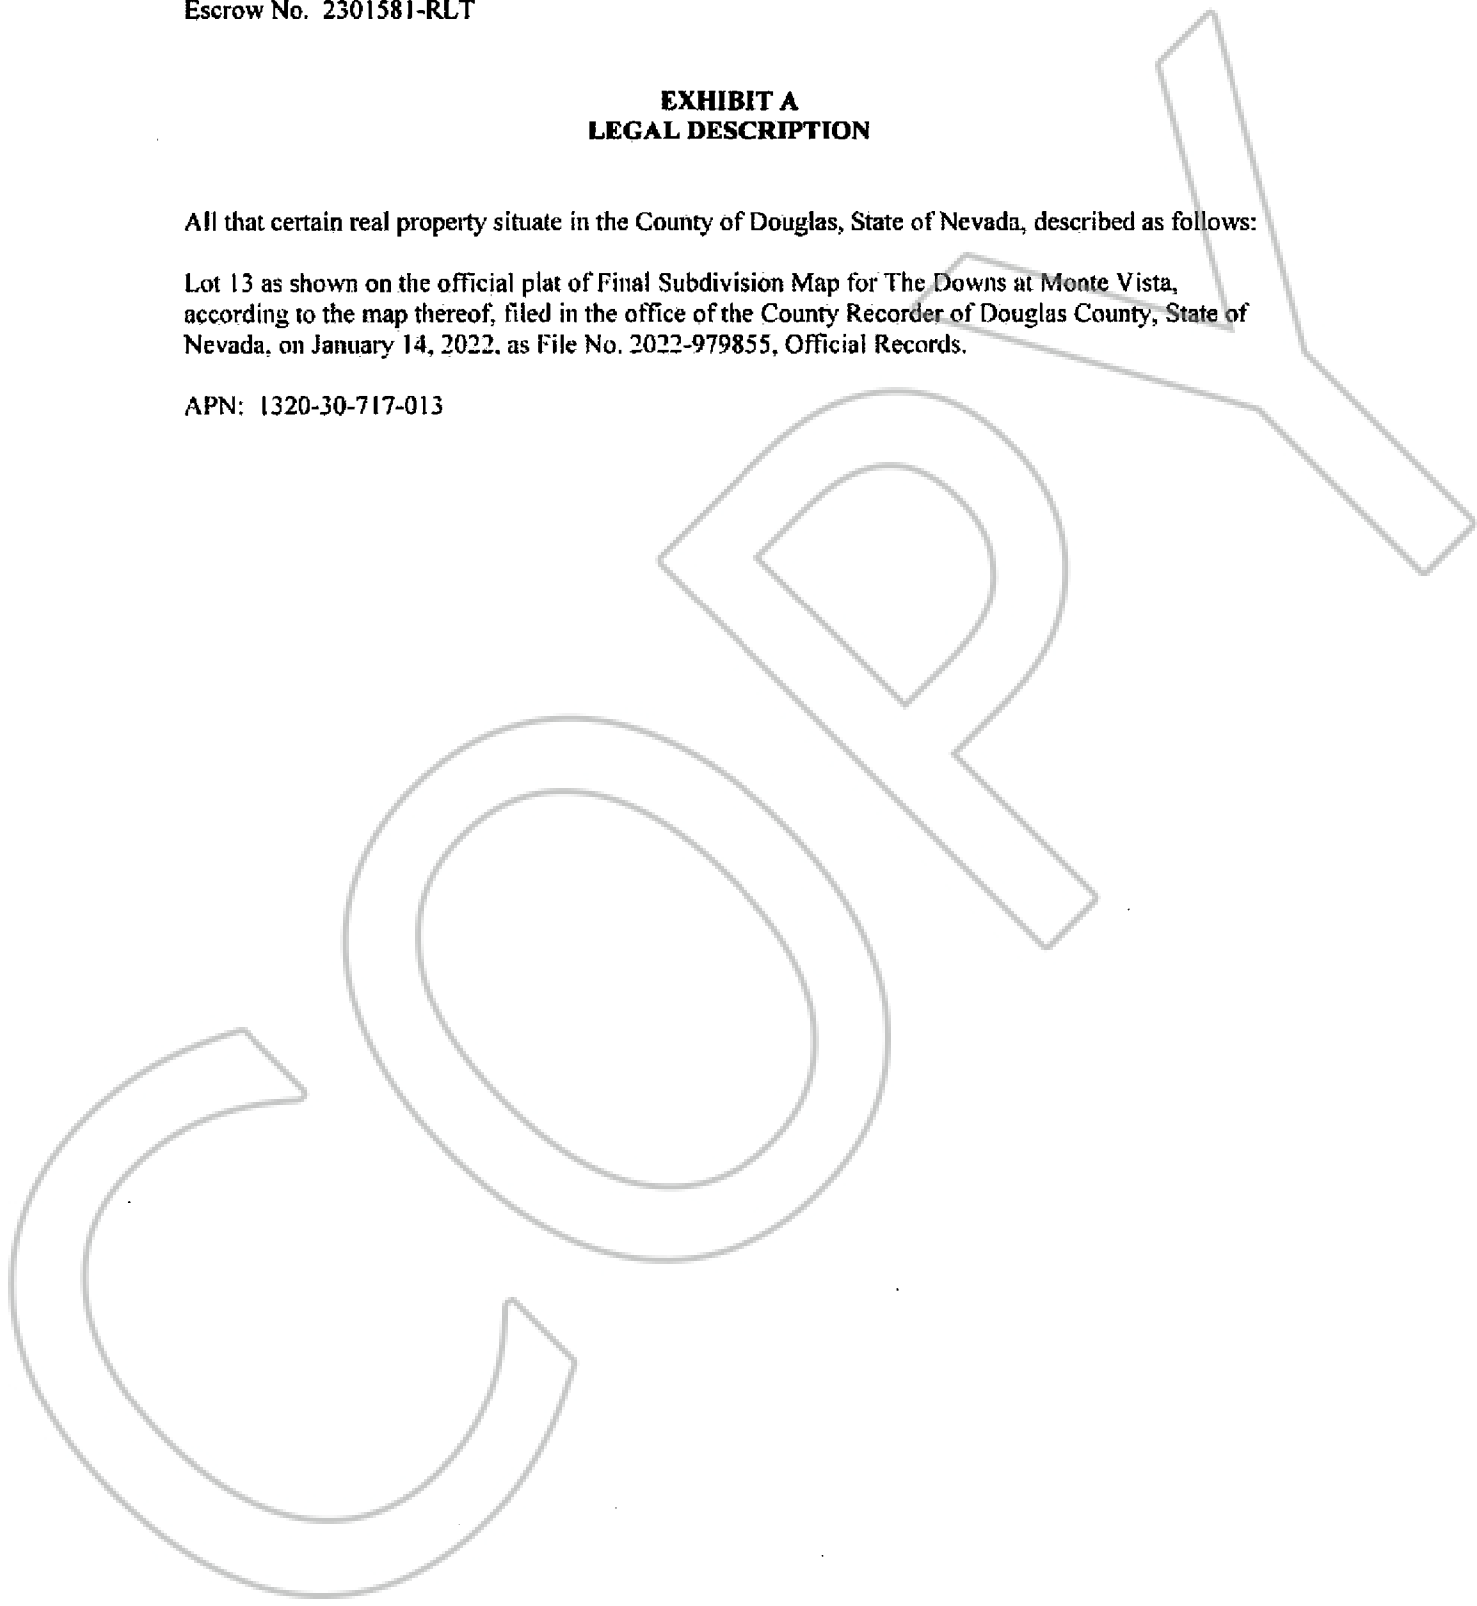 Escrow No. 2301581-RLT
EXHIBIT A
LEGAL DESCRIPTION
All that certain real property situate in the County of Douglas, State of Nevada, described as follows:
Lot 13 as shown on the official plat of Final Subdivision Map for The Downs at Monte Vista,
according to the map thereof, filed in the office of the County Recorder of Douglas County, State of
Nevada, on January 14, 2022, as File No. 2022-979855, Official Records.
APN: 1320-30-717-013
COPY